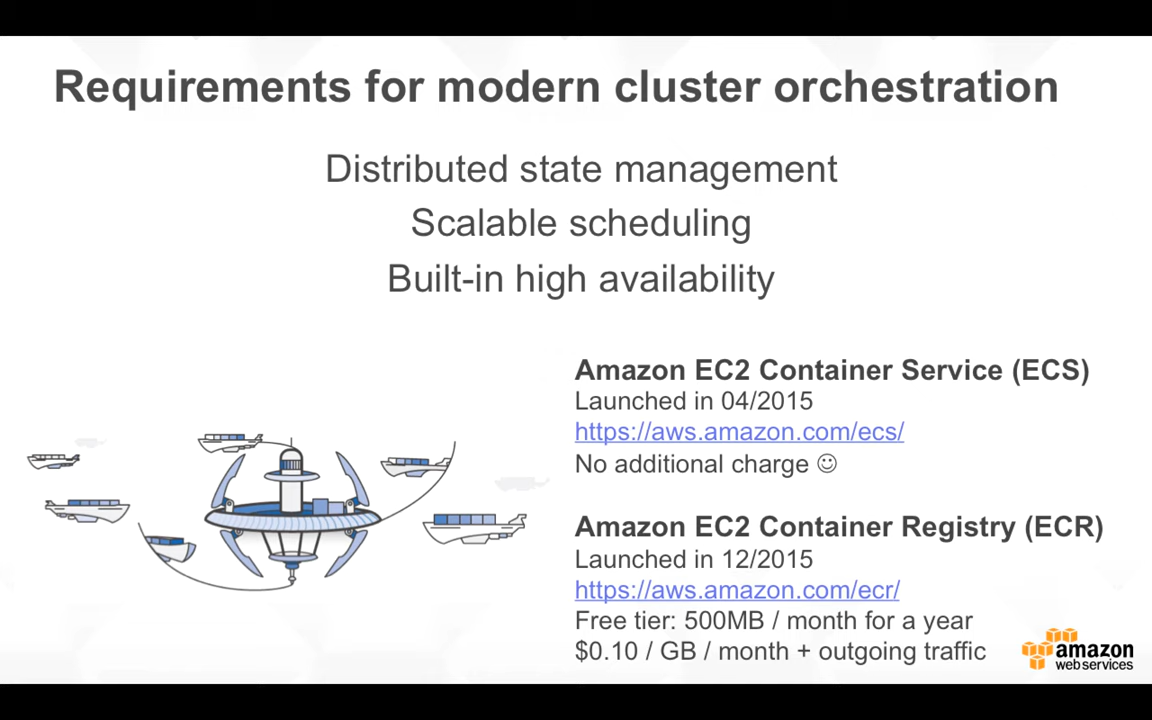 Requirements for modern cluster orchestration
Distributed state management
Scalable scheduling
Built-in high availability
Amazon EC2 Container Service (ECS)
Launched in 04/2015
https://aws.amazon.com/ecs/
No additional charge ☺
Amazon EC2 Container Registry (ECR)
Launched in 12/2015
https://aws.amazon.com/ecr/
Free tier: 500MB / month for a year
$0.10 / GB / month + outgoing traffic
amazon
web services